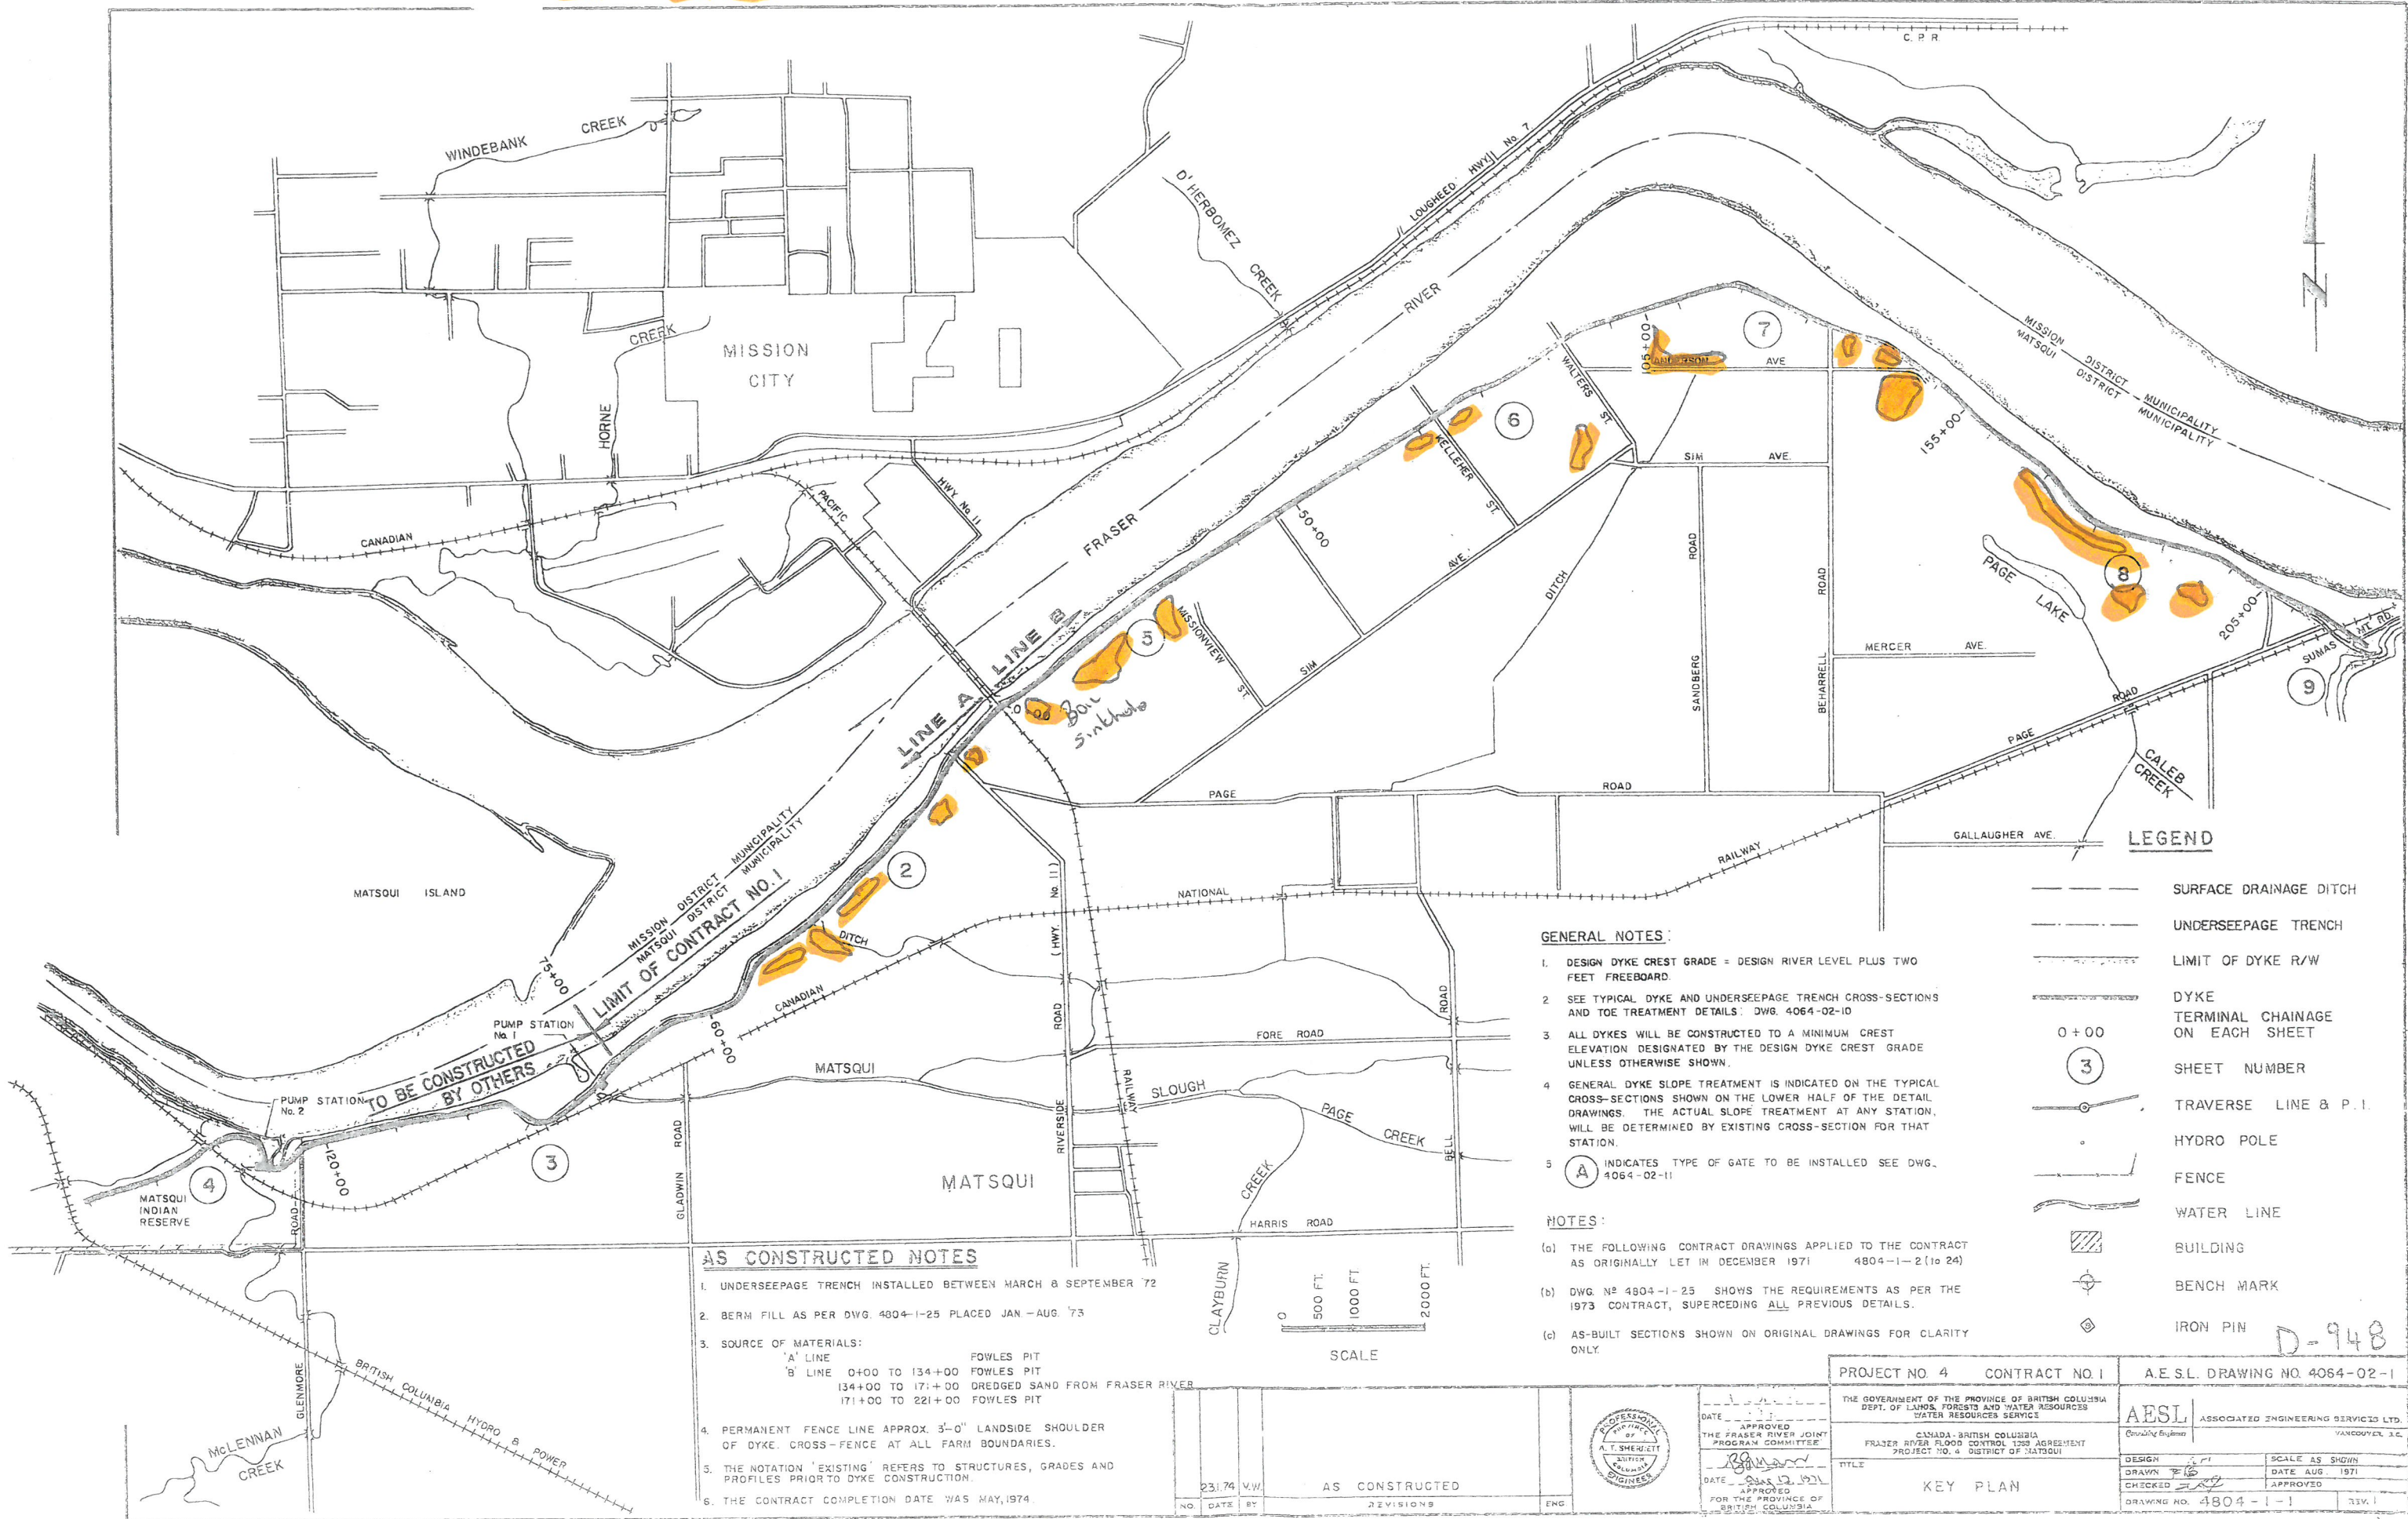 C. P. R.
WINDEBANK CREEK
D'HERBOMEZ CREEK
LOUGHEED HWY. No. 7
MISSION CITY
HORNE CREEK
RIVER
FRASER
105+00
ANDERSON AVE
7
WALTERS ST.
6
KELLEHER ST.
SIM AVE.
155+00
MISSION DISTRICT MUNICIPALITY
MATSQUI DISTRICT MUNICIPALITY
HWY No. 11
PACIFIC
CANADIAN
50+00
SIM AVE.
DITCH
SANDBERG ROAD
BEHARRELL ROAD
PAGE LAKE
8
205+00
SUMAS MT. RD.
9
MERCER AVE.
MISSIONVIEW ST.
5
LINE B
LINE A
0+00
Boil
Sinkhole
PAGE ROAD
PAGE ROAD
CALEB CREEK
GALLAUGHER AVE.
RAILWAY
NATIONAL
CANADIAN
MATSQUI ISLAND
MISSION DISTRICT MUNICIPALITY
MATSQUI DISTRICT MUNICIPALITY
LIMIT OF CONTRACT NO. 1
2
DITCH
75+00
60+00
PUMP STATION
No. 1
TO BE CONSTRUCTED
BY OTHERS
PUMP STATION
No. 2
120+00
3
4
MATSQUI
INDIAN
RESERVE
GLENMORE ROAD
GLADWIN ROAD
RIVERSIDE ROAD (HWY. No. 11)
RAILWAY
FORE ROAD
MATSQUI SLOUGH
PAGE CREEK
BELL ROAD
MATSQUI
HARRIS ROAD
CLAYBURN CREEK
BRITISH COLUMBIA HYDRO & POWER
McLENNAN
CREEK
LEGEND
SURFACE DRAINAGE DITCH
UNDERSEEPAGE TRENCH
LIMIT OF DYKE R/W
DYKE
0+00 TERMINAL CHAINAGE
ON EACH SHEET
3 SHEET NUMBER
TRAVERSE LINE & P.I.
HYDRO POLE
FENCE
WATER LINE
BUILDING
BENCH MARK
IRON PIN
D-948
GENERAL NOTES:
1. DESIGN DYKE CREST GRADE = DESIGN RIVER LEVEL PLUS TWO
FEET FREEBOARD.
2 SEE TYPICAL DYKE AND UNDERSEEPAGE TRENCH CROSS-SECTIONS
AND TOE TREATMENT DETAILS: DWG. 4064-02-10
3 ALL DYKES WILL BE CONSTRUCTED TO A MINIMUM CREST
ELEVATION DESIGNATED BY THE DESIGN DYKE CREST GRADE
UNLESS OTHERWISE SHOWN.
4 GENERAL DYKE SLOPE TREATMENT IS INDICATED ON THE TYPICAL
CROSS-SECTIONS SHOWN ON THE LOWER HALF OF THE DETAIL
DRAWINGS. THE ACTUAL SLOPE TREATMENT AT ANY STATION,
WILL BE DETERMINED BY EXISTING CROSS-SECTION FOR THAT
STATION.
5 A INDICATES TYPE OF GATE TO BE INSTALLED SEE DWG.
4064-02-11
NOTES:
(a) THE FOLLOWING CONTRACT DRAWINGS APPLIED TO THE CONTRACT
AS ORIGINALLY LET IN DECEMBER 1971 4804-1-2 (to 24)
(b) DWG. Nº 4804-1-25 SHOWS THE REQUIREMENTS AS PER THE
1973 CONTRACT, SUPERCEDING ALL PREVIOUS DETAILS.
(c) AS-BUILT SECTIONS SHOWN ON ORIGINAL DRAWINGS FOR CLARITY
ONLY.
AS CONSTRUCTED NOTES
1. UNDERSEEPAGE TRENCH INSTALLED BETWEEN MARCH & SEPTEMBER '72
2. BERM FILL AS PER DWG. 4804-1-25 PLACED JAN.-AUG. '73
3. SOURCE OF MATERIALS:
'A' LINE FOWLES PIT
'B' LINE 0+00 TO 134+00 FOWLES PIT
134+00 TO 171+00 DREDGED SAND FROM FRASER RIVER
171+00 TO 221+00 FOWLES PIT
4. PERMANENT FENCE LINE APPROX. 3'-0" LANDSIDE SHOULDER
OF DYKE. CROSS-FENCE AT ALL FARM BOUNDARIES.
5. THE NOTATION 'EXISTING' REFERS TO STRUCTURES, GRADES AND
PROFILES PRIOR TO DYKE CONSTRUCTION.
6. THE CONTRACT COMPLETION DATE WAS MAY, 1974.
0 500 FT. 1000 FT 2000 FT.
SCALE
23.1.74 V.W. AS CONSTRUCTED
NO. DATE BY REVISIONS ENG.
PROFESSIONAL
PROVINCE
OF
A. T. SHERLETT
BRITISH
COLUMBIA
ENGINEER
DATE
APPROVED
THE FRASER RIVER JOINT
PROGRAM COMMITTEE
DATE Aug 12, 1971
APPROVED
FOR THE PROVINCE OF
BRITISH COLUMBIA
PROJECT NO. 4 CONTRACT NO. 1
A.E.S.L. DRAWING NO. 4064-02-1
THE GOVERNMENT OF THE PROVINCE OF BRITISH COLUMBIA
DEPT. OF LANDS, FORESTS AND WATER RESOURCES
WATER RESOURCES SERVICE
CANADA - BRITISH COLUMBIA
FRASER RIVER FLOOD CONTROL 1968 AGREEMENT
PROJECT NO. 4 DISTRICT OF MATSQUI
TITLE
KEY PLAN
AESL ASSOCIATED ENGINEERING SERVICES LTD.
Consulting Engineers VANCOUVER, B.C.
DESIGN SCALE AS SHOWN
DRAWN DATE AUG. 1971
CHECKED APPROVED
DRAWING NO. 4804-1-1 REV. 1